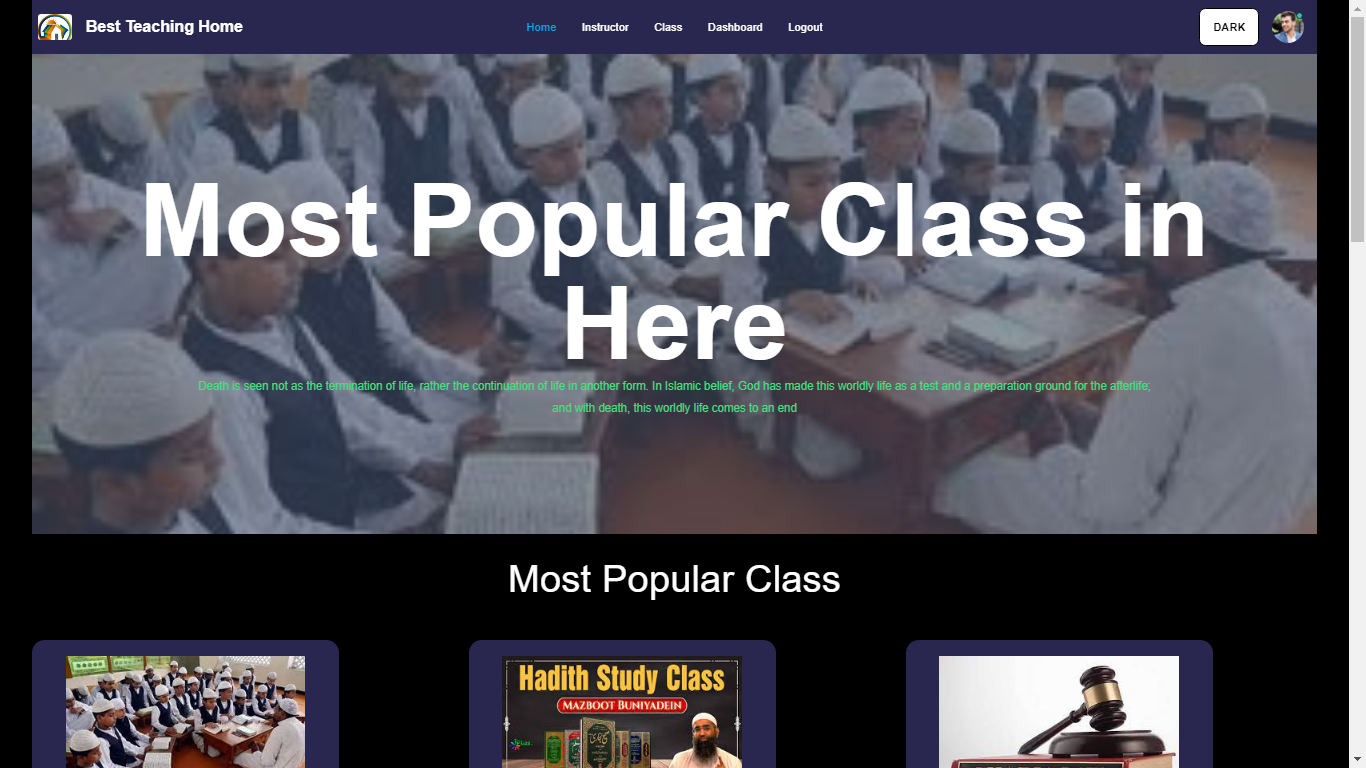 Best Teaching Home
Home
Instructor
Class
Dashboard
Logout
DARK
Most Popular Class in
Here
Death is seen not as the termination of life, rather the continuation of life in another form. In Islamic belief, God has made this worldly life as a test and a preparation ground for the afterlife;
and with death, this worldly life comes to an end
Most Popular Class
Hadith Study Class
MAZBOOT BUNIYADEIN